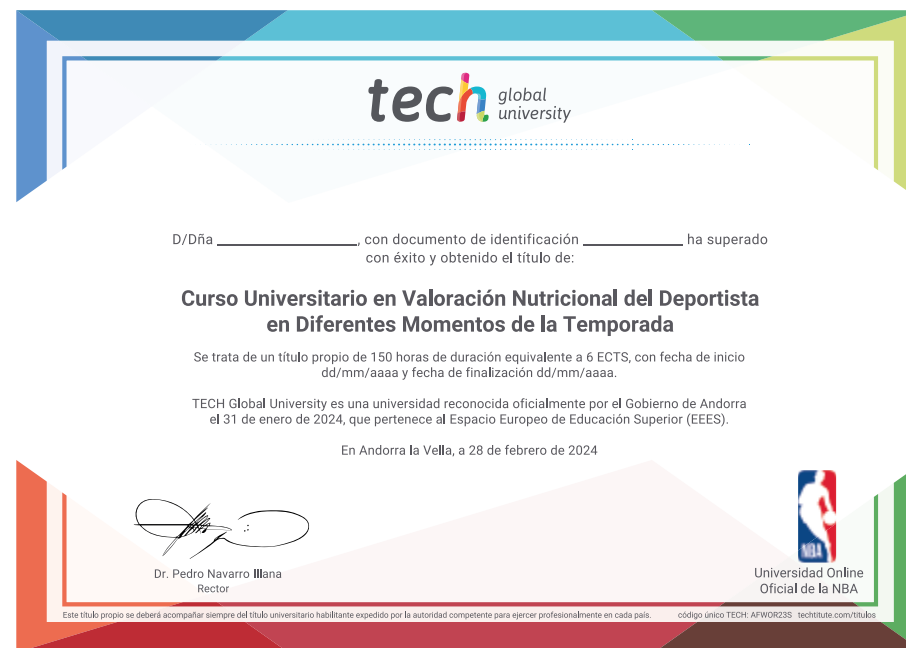 tech global university
D/Dña ____________________, con documento de identificación ______________ ha superado
con éxito y obtenido el título de:
Curso Universitario en Valoración Nutricional del Deportista
en Diferentes Momentos de la Temporada
Se trata de un título propio de 150 horas de duración equivalente a 6 ECTS, con fecha de inicio
dd/mm/aaaa y fecha de finalización dd/mm/aaaa.
TECH Global University es una universidad reconocida oficialmente por el Gobierno de Andorra
el 31 de enero de 2024, que pertenece al Espacio Europeo de Educación Superior (EEES).
En Andorra la Vella, a 28 de febrero de 2024
NBA
Dr. Pedro Navarro Illana
Rector
Universidad Online
Oficial de la NBA
Este título propio se deberá acompañar siempre del título universitario habilitante expedido por la autoridad competente para ejercer profesionalmente en cada país.
código único TECH: AFWOR23S techtitute.com/titulos